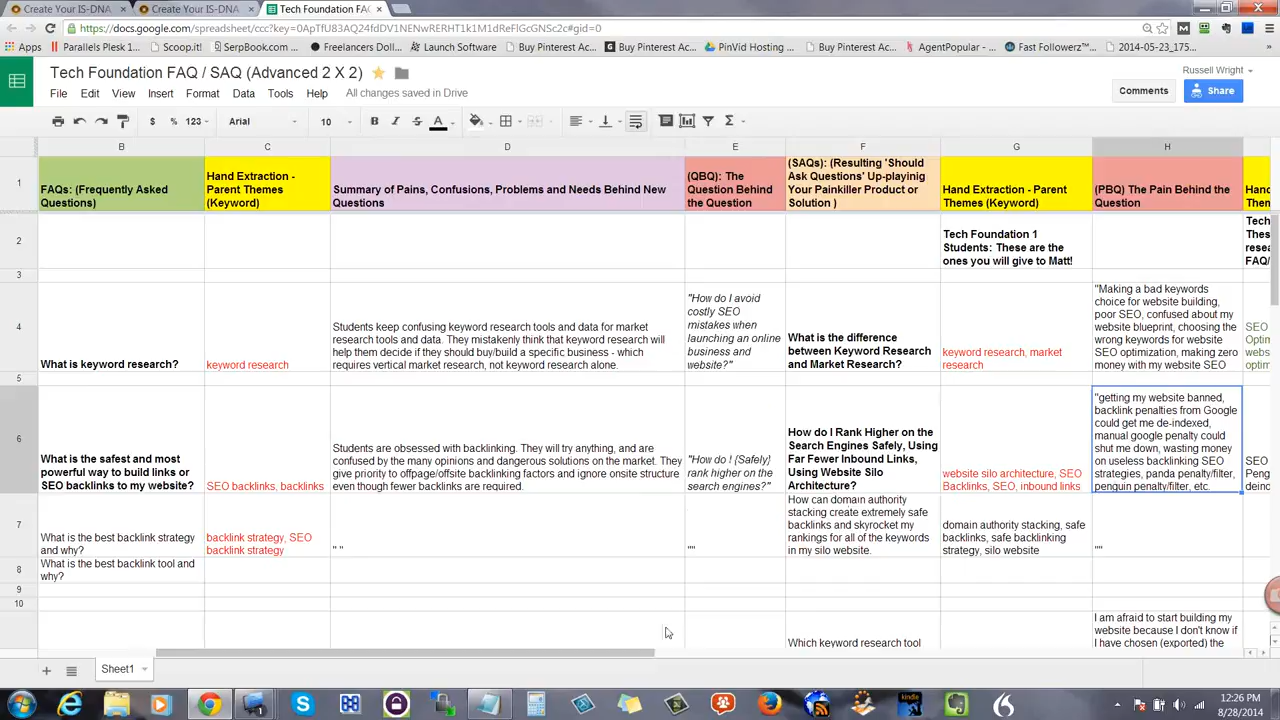 Create Your IS-DNA
Create Your IS-DNA
Tech Foundation FAQ
https://docs.google.com/spreadsheet/ccc?key=0ApTfU83AQ24fdDV1NENwRERHT1k1M1dReFlGcGNSc2c#gid=0
Apps Parallels Plesk 1 Scoop.it! SerpBook.com Freelancers Doll Launch Software Buy Pinterest Ac Buy Pinterest Ac PinVid Hosting Buy Pinterest Ac AgentPopular - Fast Followerz™ 2014-05-23_175
Tech Foundation FAQ / SAQ (Advanced 2 X 2)
Russell Wright
File Edit View Insert Format Data Tools Help All changes saved in Drive
Comments
Share
$ % 123 Arial 10 B I S A Σ
B C D E F G H
1
FAQs: (Frequently Asked
Questions)
Hand Extraction -
Parent Themes
(Keyword)
Summary of Pains, Confusions, Problems and Needs Behind New
Questions
(QBQ): The
Question Behind
the Question
(SAQs): (Resulting 'Should
Ask Questions' Up-playinig
Your Painkiller Product or
Solution )
Hand Extraction - Parent
Themes (Keyword)
(PBQ) The Pain Behind the
Question
Hand
2
Tech Foundation 1
Students: These are the
ones you will give to Matt!
Tech
FAQ/
3
4
What is keyword research?
keyword research
Students keep confusing keyword research tools and data for market
research tools and data. They mistakenly think that keyword research will
help them decide if they should buy/build a specific business - which
requires vertical market research, not keyword research alone.
"How do I avoid
costly SEO
mistakes when
launching an online
business and
website?"
What is the difference
between Keyword Research
and Market Research?
keyword research, market
research
"Making a bad keywords
choice for website building,
poor SEO, confused about my
website blueprint, choosing the
wrong keywords for website
SEO optimization, making zero
money with my website SEO
SEO
5
6
What is the safest and most
powerful way to build links or
SEO backlinks to my website?
SEO backlinks, backlinks
Students are obsessed with backlinking. They will try anything, and are
confused by the many opinions and dangerous solutions on the market. They
give priority to offpage/offsite backlinking factors and ignore onsite structure
even though fewer backlinks are required.
"How do I {Safely}
rank higher on the
search engines?"
How do I Rank Higher on the
Search Engines Safely, Using
Far Fewer Inbound Links,
Using Website Silo
Architecture?
website silo architecture, SEO
Backlinks, SEO, inbound links
"getting my website banned,
backlink penalties from Google
could get me de-indexed,
manual google penalty could
shut me down, wasting money
on useless backlinking SEO
strategies, panda penalty/filter,
penguin penalty/filter, etc.
SEO
7
What is the best backlink strategy
and why?
backlink strategy, SEO
backlink strategy
" "
""
How can domain authority
stacking create extremely safe
backlinks and skyrocket my
rankings for all of the keywords
in my silo website.
domain authority stacking, safe
backlinks, safe backlinking
strategy, silo website
""
8
What is the best backlink tool and
why?
9
10
Which keyword research tool
I am afraid to start building my
website because I don't know if
I have chosen (exported) the
Sheet1
kindle
12:26 PM
8/28/2014